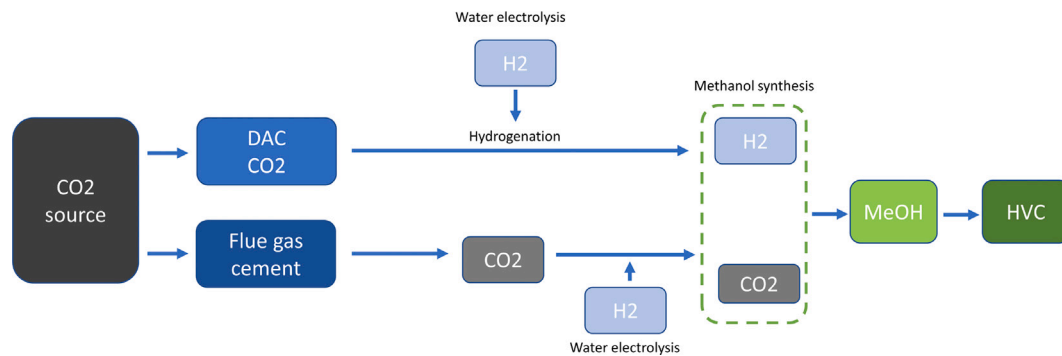 Water electrolysis
H2
Methanol synthesis
Hydrogenation
H2
DAC
CO2
CO2
source
MeOH
HVC
Flue gas
cement
CO2
CO2
H2
Water electrolysis